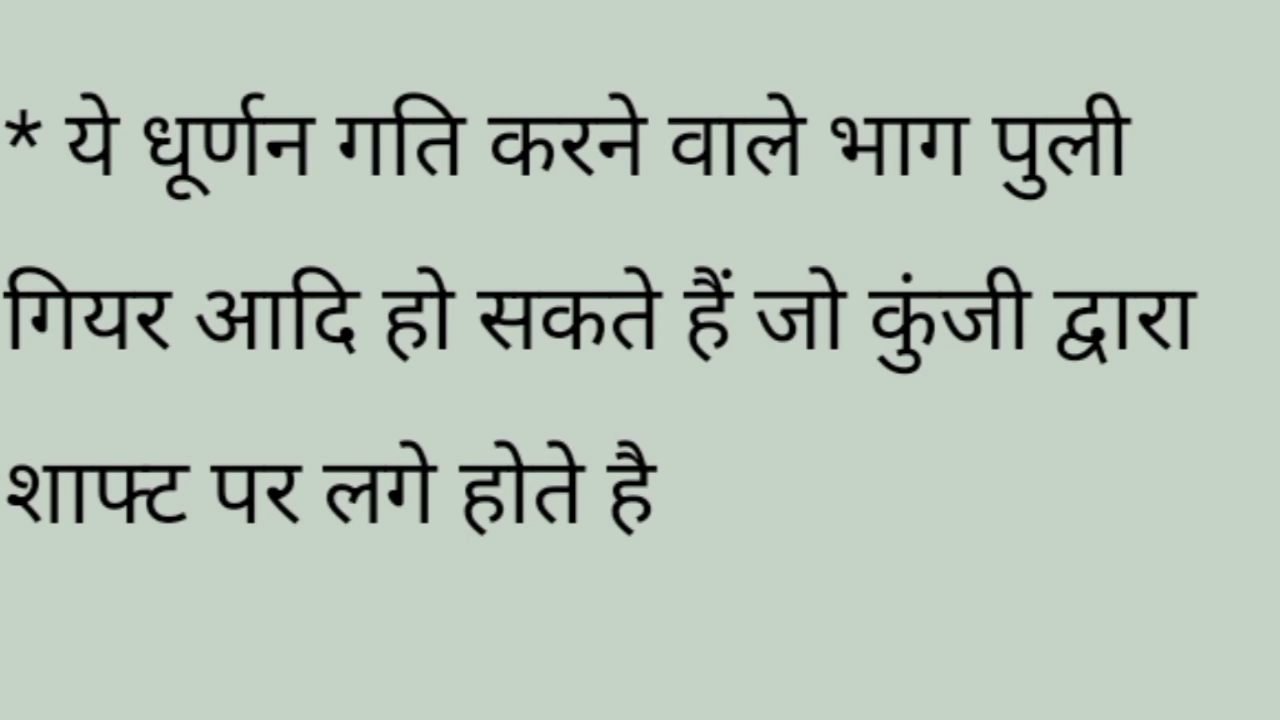 * ये धूर्णन गति करने वाले भाग पुली
गियर आदि हो सकते हैं जो कुंजी द्वारा
शाफ्ट पर लगे होते है